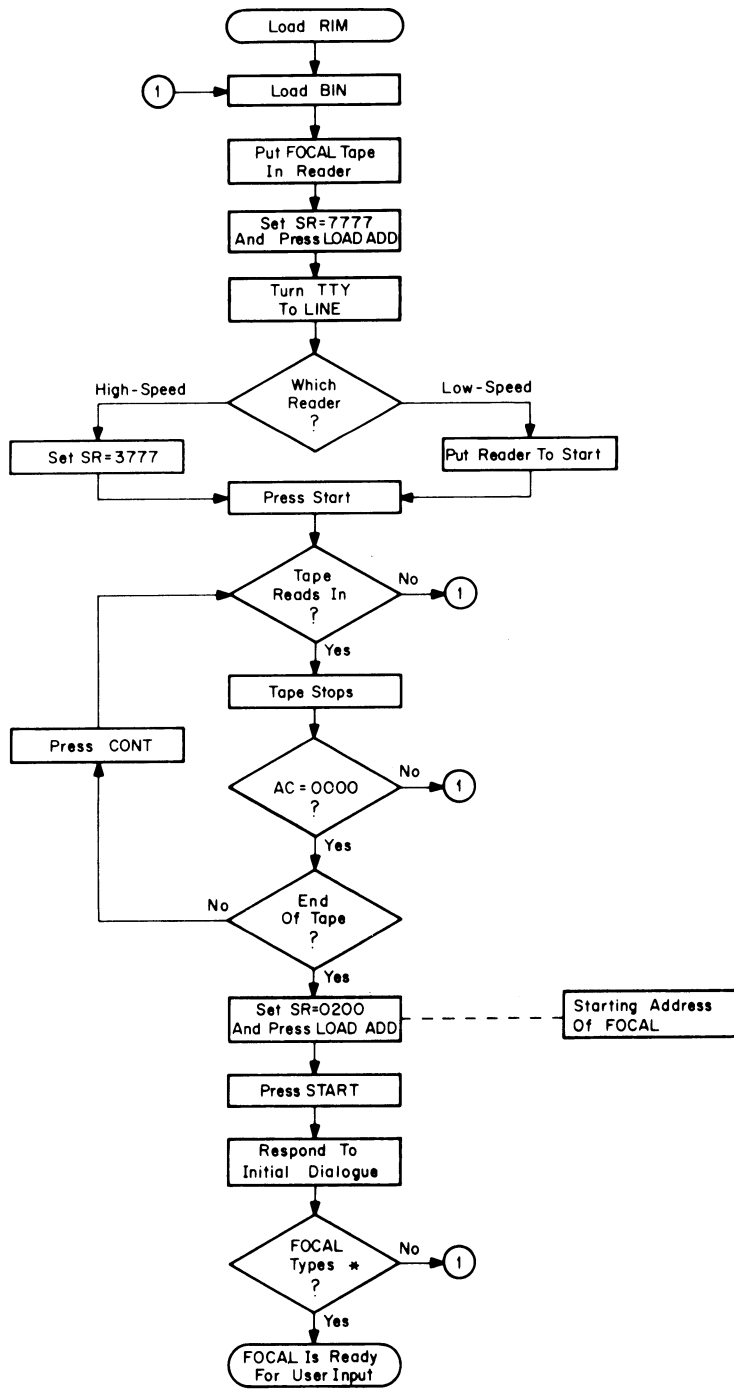 Load RIM
1
Load BIN
Put FOCAL Tape
In Reader
Set SR=7777
And Press LOAD ADD
Turn TTY
To LINE
High-Speed
Which
Reader
?
Low-Speed
Set SR=3777
Put Reader To Start
Press Start
Tape
Reads In
?
No
1
Yes
Tape Stops
Press CONT
AC=0000
?
No
1
Yes
No
End
Of Tape
?
Yes
Set SR=0200
And Press LOAD ADD
Starting Address
Of FOCAL
Press START
Respond To
Initial Dialogue
FOCAL
Types *
?
No
1
Yes
FOCAL Is Ready
For User Input